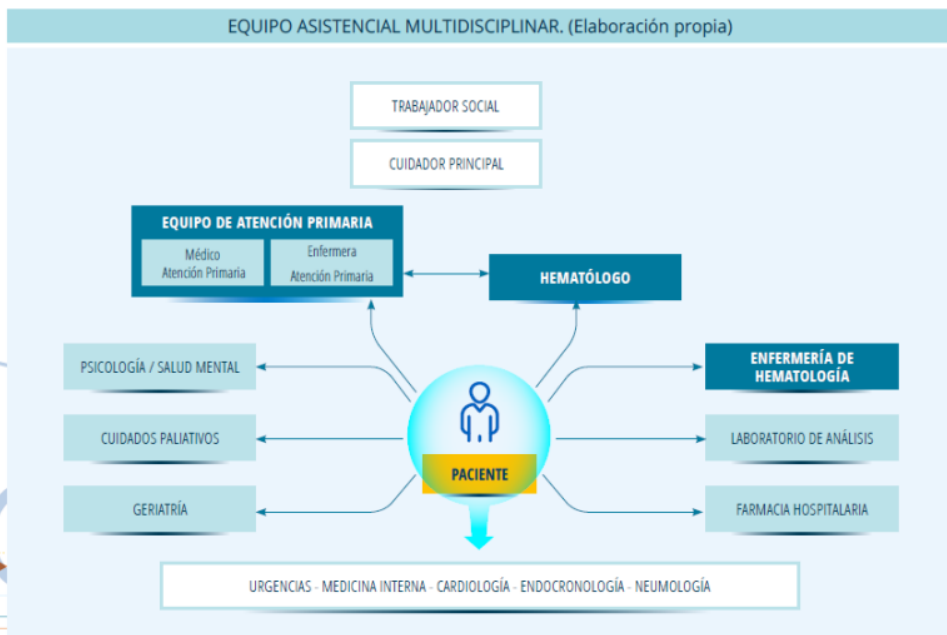 EQUIPO ASISTENCIAL MULTIDISCIPLINAR. (Elaboración propia)
TRABAJADOR SOCIAL
CUIDADOR PRINCIPAL
EQUIPO DE ATENCIÓN PRIMARIA
Médico
Atención Primaria
Enfermera
Atención Primaria
HEMATÓLOGO
PSICOLOGÍA / SALUD MENTAL
ENFERMERÍA DE
HEMATOLOGÍA
CUIDADOS PALIATIVOS
LABORATORIO DE ANÁLISIS
PACIENTE
GERIATRÍA
FARMACIA HOSPITALARIA
URGENCIAS - MEDICINA INTERNA - CARDIOLOGÍA - ENDOCRONOLOGÍA - NEUMOLOGÍA